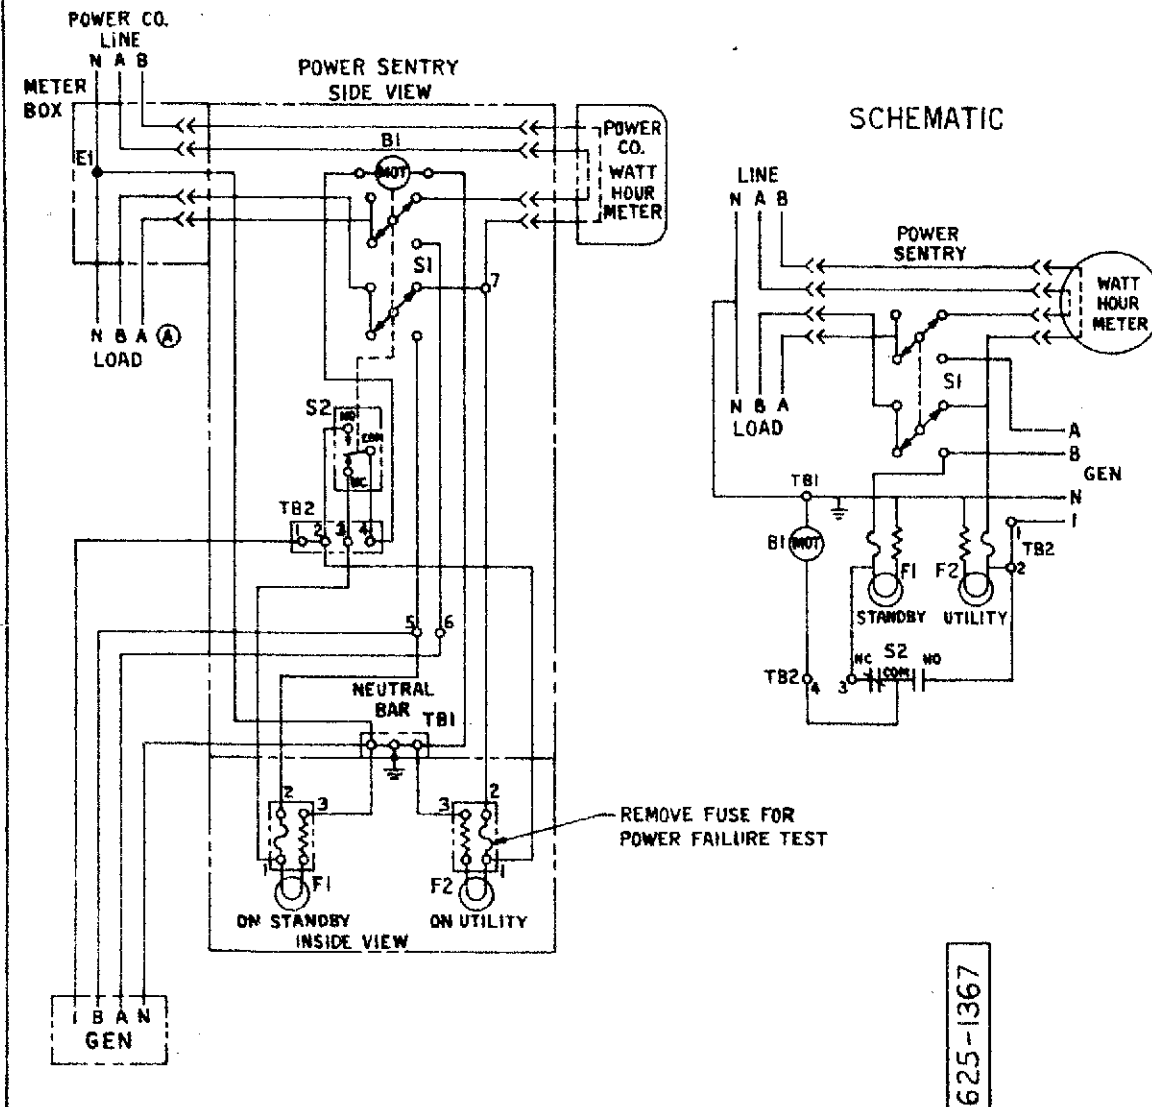 POWER CO.
LINE
N A B
METER
BOX
POWER SENTRY
SIDE VIEW
E1
B1
MOT
POWER
CO.
WATT
HOUR
METER
S1
7
N B A (A)
LOAD
S2
NO
COM
NC
TB2
1 2 3 4
5 6
NEUTRAL
BAR
TB1
2
3
3
2
1
F1
F2
1
ON STANDBY
ON UTILITY
INSIDE VIEW
REMOVE FUSE FOR
POWER FAILURE TEST
1 B A N
GEN
SCHEMATIC
LINE
N A B
POWER
SENTRY
WATT
HOUR
METER
S1
N B A
LOAD
A
B
GEN
N
1
TB1
B1
MOT
1
TB2
2
F1
F2
STANDBY
UTILITY
NC
S2
COM
NO
TB2
4
3
625-1367